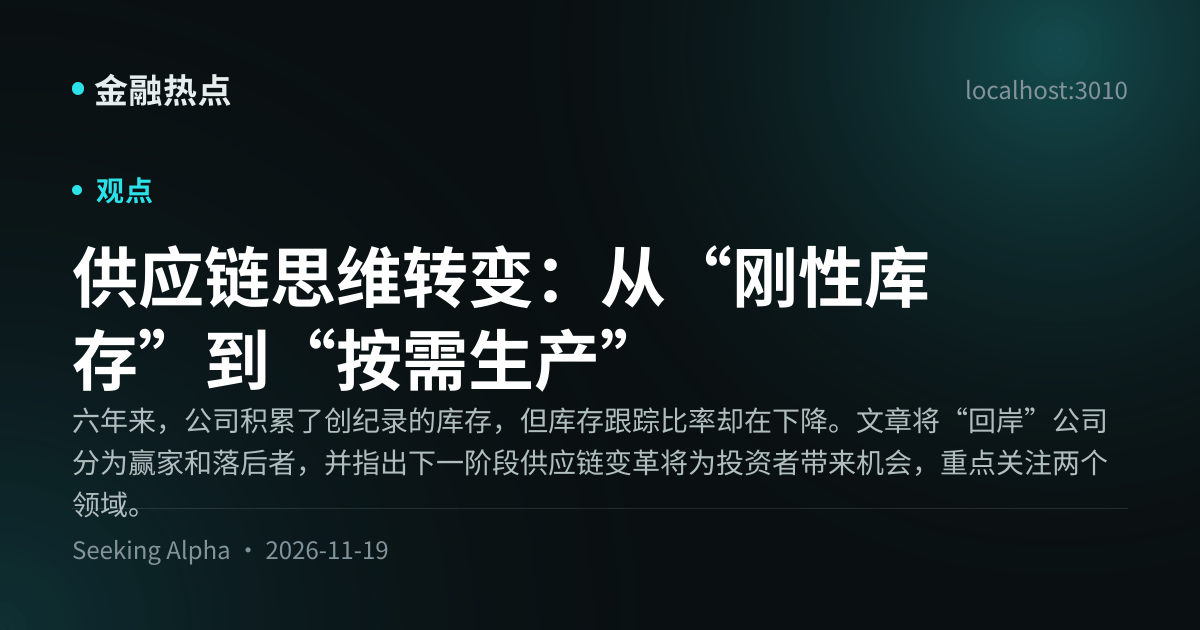 金融热点
localhost:3010
观点
供应链思维转变：从“刚性库
存”到“按需生产”
六年来，公司积累了创纪录的库存，但库存跟踪比率却在下降。文章将“回岸”公司
分为赢家和落后者，并指出下一阶段供应链变革将为投资者带来机会，重点关注两个
领域。
Seeking Alpha · 2026-11-19